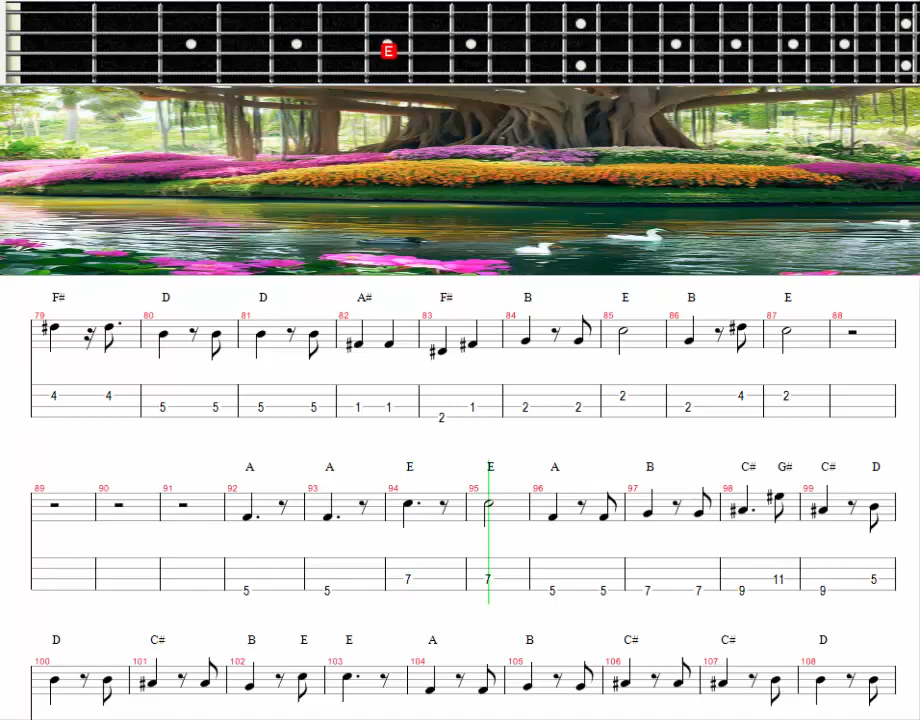 E
F# D D A# F# B E B E
79 80 81 82 83 84 85 86 87 88
4 4 5 5 5 5 1 1 2 1 2 2 2 2 4 2
A A E E A B C# G# C# D
89 90 91 92 93 94 95 96 97 98 99
5 5 7 7 5 5 7 7 9 11 9 5
D C# B E E A B C# C# D
100 101 102 103 104 105 106 107 108